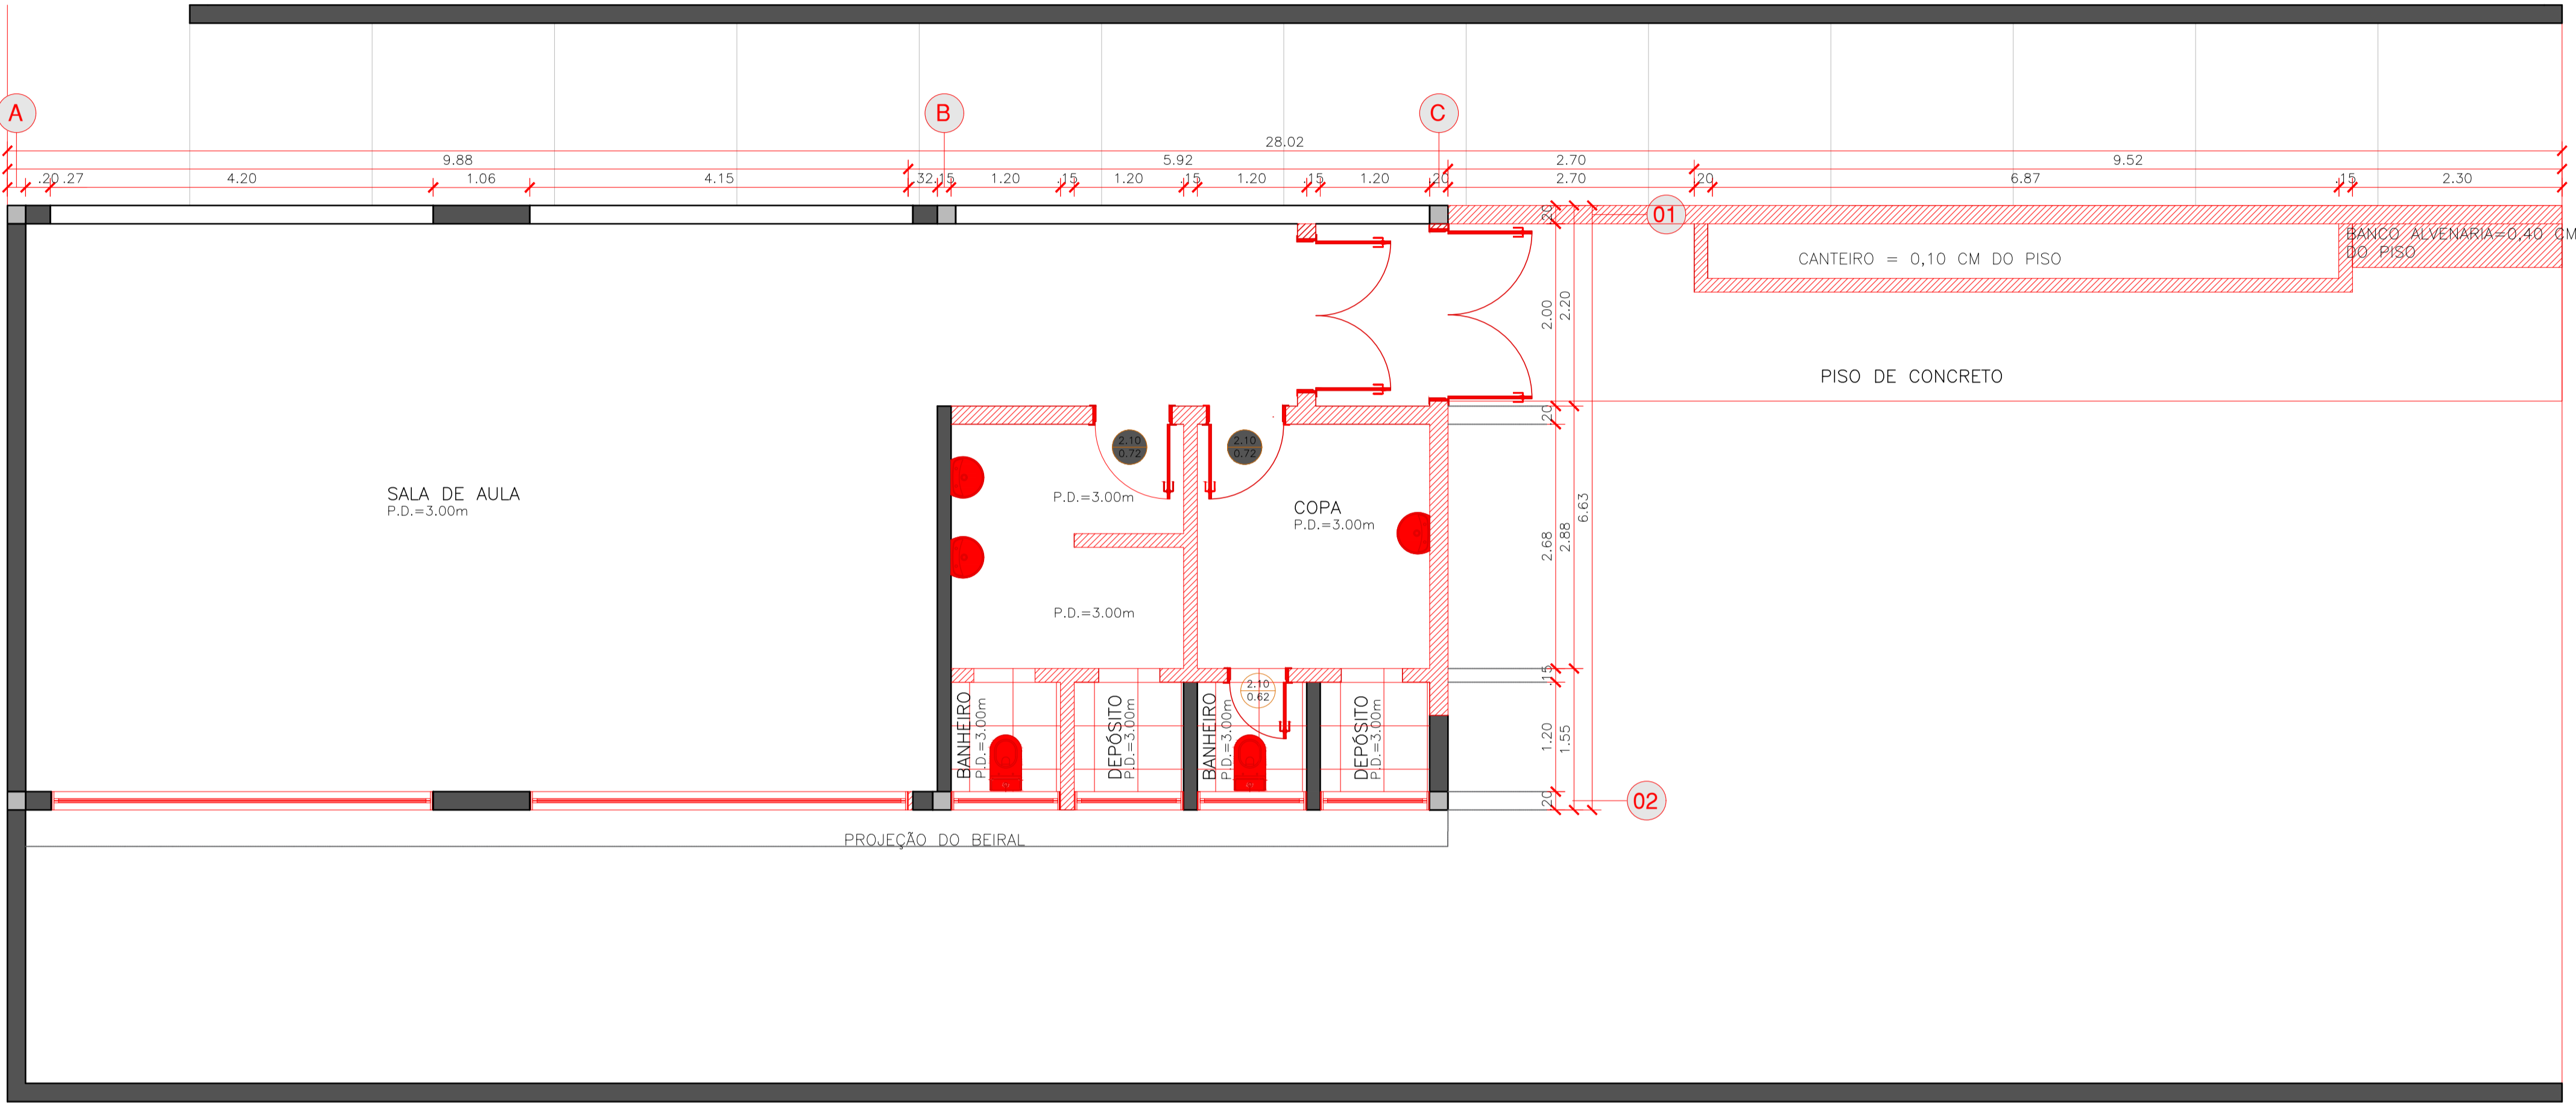 A
B
C
28.02
9.88
5.92
2.70
9.52
.20
.27
4.20
1.06
4.15
.32
.15
1.20
.15
1.20
.15
1.20
.15
1.20
.20
2.70
.20
6.87
.15
2.30
01
.20
BANCO ALVENARIA=0,40 CM
DO PISO
CANTEIRO = 0,10 CM DO PISO
2.00
2.20
PISO DE CONCRETO
.20
2.10
0.72
2.10
0.72
SALA DE AULA
P.D.=3.00m
P.D.=3.00m
COPA
P.D.=3.00m
6.63
2.68
2.88
P.D.=3.00m
.15
2.10
0.62
BANHEIRO
P.D.=3.00m
DEPÓSITO
P.D.=3.00m
BANHEIRO
P.D.=3.00m
DEPÓSITO
P.D.=3.00m
1.20
1.55
.20
02
PROJEÇÃO DO BEIRAL